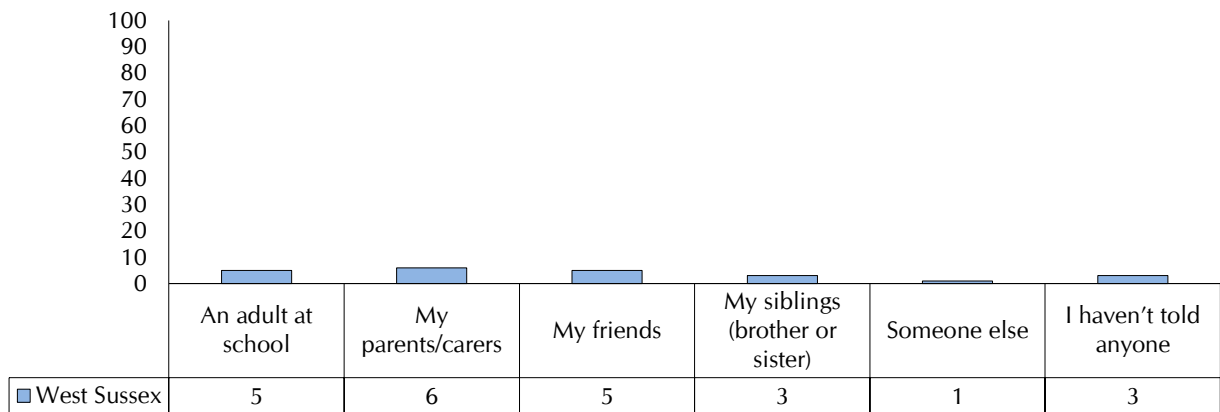 100
90
80
70
60
50
40
30
20
10
0
An adult at
school
My
parents/carers
My friends
My siblings
(brother or
sister)
Someone else
I haven't told
anyone
West Sussex 5 6 5 3 1 3